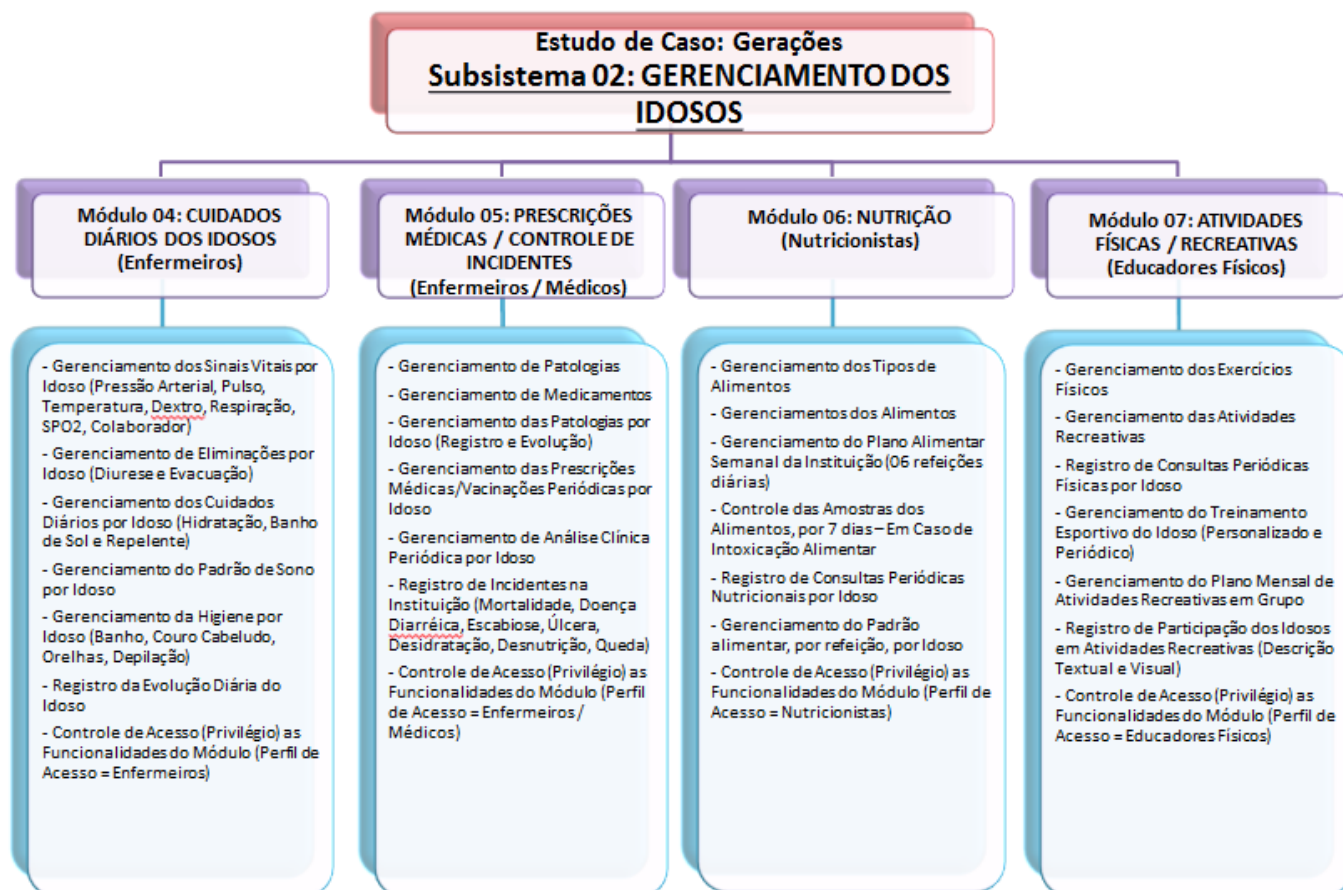 Estudo de Caso: Gerações
Subsistema 02: GERENCIAMENTO DOS
IDOSOS
Módulo 04: CUIDADOS
DIÁRIOS DOS IDOSOS
(Enfermeiros)
Módulo 05: PRESCRIÇÕES
MÉDICAS / CONTROLE DE
INCIDENTES
(Enfermeiros / Médicos)
Módulo 06: NUTRIÇÃO
(Nutricionistas)
Módulo 07: ATIVIDADES
FÍSICAS / RECREATIVAS
(Educadores Físicos)
- Gerenciamento dos Sinais Vitais por
Idoso (Pressão Arterial, Pulso,
Temperatura, Dextro, Respiração,
SPO2, Colaborador)
- Gerenciamento de Eliminações por
Idoso (Diurese e Evacuação)
- Gerenciamento dos Cuidados
Diários por Idoso (Hidratação, Banho
de Sol e Repelente)
- Gerenciamento do Padrão de Sono
por Idoso
- Gerenciamento da Higiene por
Idoso (Banho, Couro Cabeludo,
Orelhas, Depilação)
- Registro da Evolução Diária do
Idoso
- Controle de Acesso (Privilégio) as
Funcionalidades do Módulo (Perfil de
Acesso = Enfermeiros)
- Gerenciamento de Patologias
- Gerenciamento de Medicamentos
- Gerenciamento das Patologias por
Idoso (Registro e Evolução)
- Gerenciamento das Prescrições
Médicas/Vacinações Periódicas por
Idoso
- Gerenciamento de Análise Clínica
Periódica por Idoso
- Registro de Incidentes na
Instituição (Mortalidade, Doença
Diarréica, Escabiose, Úlcera,
Desidratação, Desnutrição, Queda)
- Controle de Acesso (Privilégio) as
Funcionalidades do Módulo (Perfil
de Acesso = Enfermeiros /
Médicos)
- Gerenciamento dos Tipos de
Alimentos
- Gerenciamentos dos Alimentos
- Gerenciamento do Plano Alimentar
Semanal da Instituição (06 refeições
diárias)
- Controle das Amostras dos
Alimentos, por 7 dias – Em Caso de
Intoxicação Alimentar
- Registro de Consultas Periódicas
Nutricionais por Idoso
- Gerenciamento do Padrão
alimentar, por refeição, por Idoso
- Controle de Acesso (Privilégio) as
Funcionalidades do Módulo (Perfil de
Acesso = Nutricionistas)
- Gerenciamento dos Exercícios
Físicos
- Gerenciamento das Atividades
Recreativas
- Registro de Consultas Periódicas
Físicas por Idoso
- Gerenciamento do Treinamento
Esportivo do Idoso (Personalizado e
Periódico)
- Gerenciamento do Plano Mensal de
Atividades Recreativas em Grupo
- Registro de Participação dos Idosos
em Atividades Recreativas (Descrição
Textual e Visual)
- Controle de Acesso (Privilégio) as
Funcionalidades do Módulo (Perfil de
Acesso = Educadores Físicos)